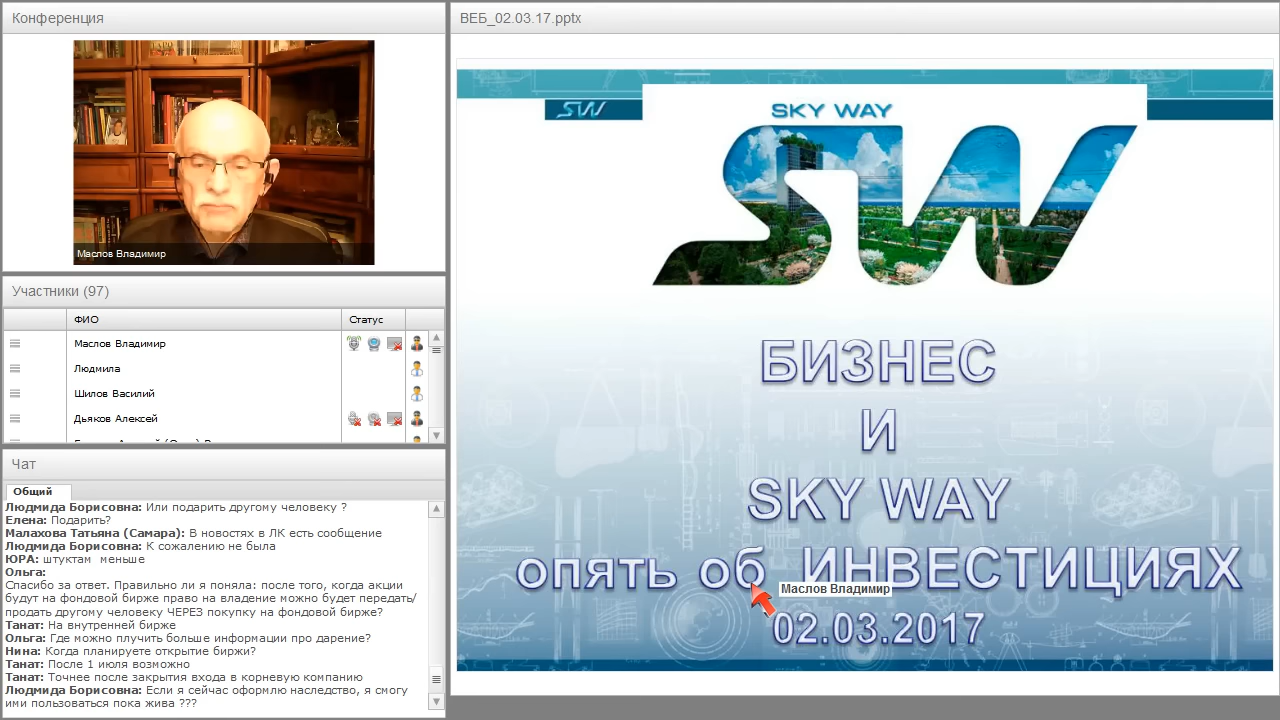 Конференция
Маслов Владимир
Участники (97)
ФИО Статус
Маслов Владимир
Людмила
Шилов Василий
Дьяков Алексей
Чат
Общий
Людмида Борисовна: Или подарить другому человеку ?
Елена: Подарить?
Малахова Татьяна (Самара): В новостях в ЛК есть сообщение
Людмида Борисовна: К сожалению не была
ЮРА: штуктам меньше
Ольга:
Спасибо за ответ. Правильно ли я поняла: после того, когда акции
будут на фондовой бирже,право на владение можно будет передать/
продать другому человеку ЧЕРЕЗ покупку на фондовой бирже?
Танат: На внутренней бирже
Ольга: Где можно плучить больше информации про дарение?
Нина: Когда планируете открытие биржи?
Танат: После 1 июля возможно
Танат: Точнее после закрытия входа в корневую компанию
Людмида Борисовна: Если я сейчас оформлю наследство, я смогу
ими пользоваться пока живу ???
ВЕБ_02.03.17.pptx
SW
SKY WAY
SW
БИЗНЕС
И
SKY WAY
опять об ИНВЕСТИЦИЯХ
Маслов Владимир
02.03.2017